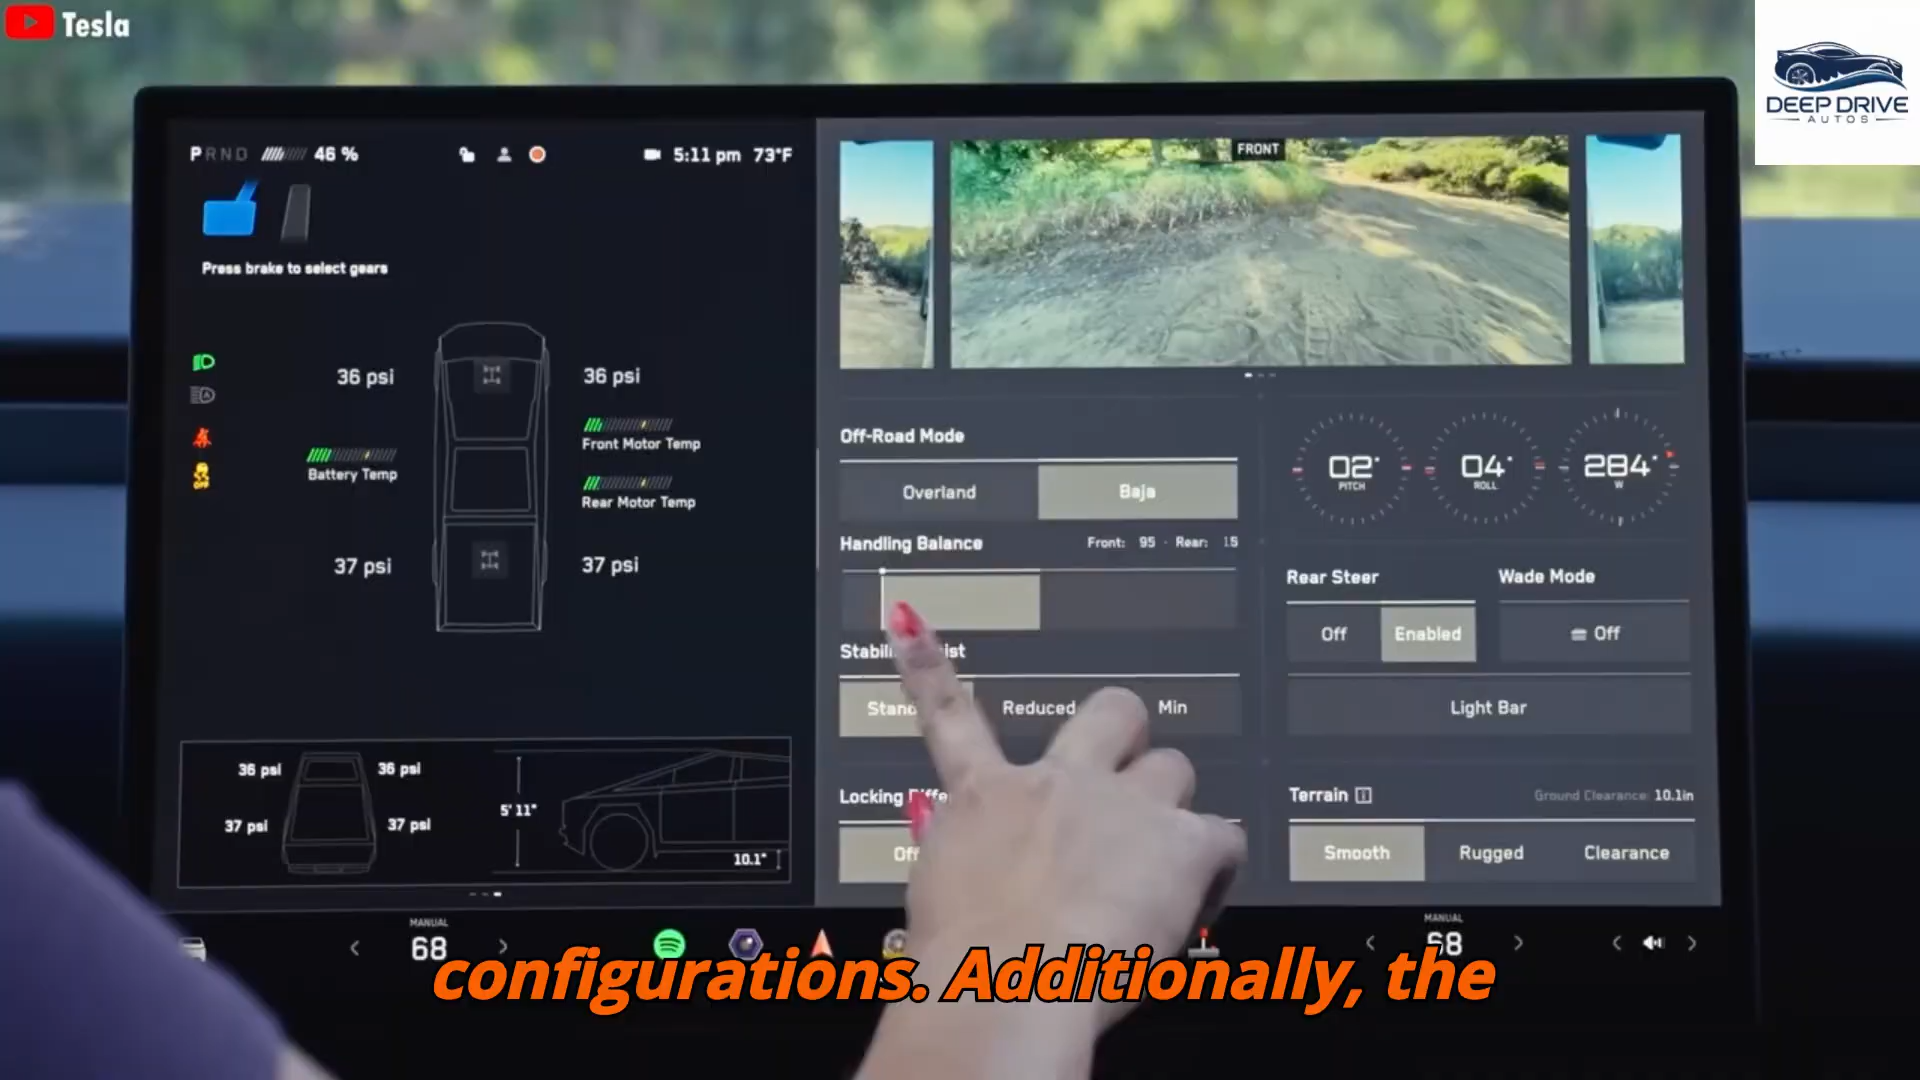 Tesla
DEEP DRIVE
AUTOS
PRND 46 %
5:11 pm 73°F
Press brake to select gears
36 psi
36 psi
Front Motor Temp
Battery Temp
Rear Motor Temp
OFF
37 psi
37 psi
36 psi
36 psi
5' 11"
37 psi
37 psi
10.1"
FRONT
Off-Road Mode
Overland
Baja
02°
PITCH
04°
ROLL
284°
W
Handling Balance
Front: 95 · Rear: 15
Rear Steer
Wade Mode
Off
Enabled
Off
Stand
Reduced
Min
Light Bar
Locking
Terrain
Ground Clearance: 10.1in
Off
Smooth
Rugged
Clearance
MANUAL
68
MANUAL
68
configurations. Additionally, the